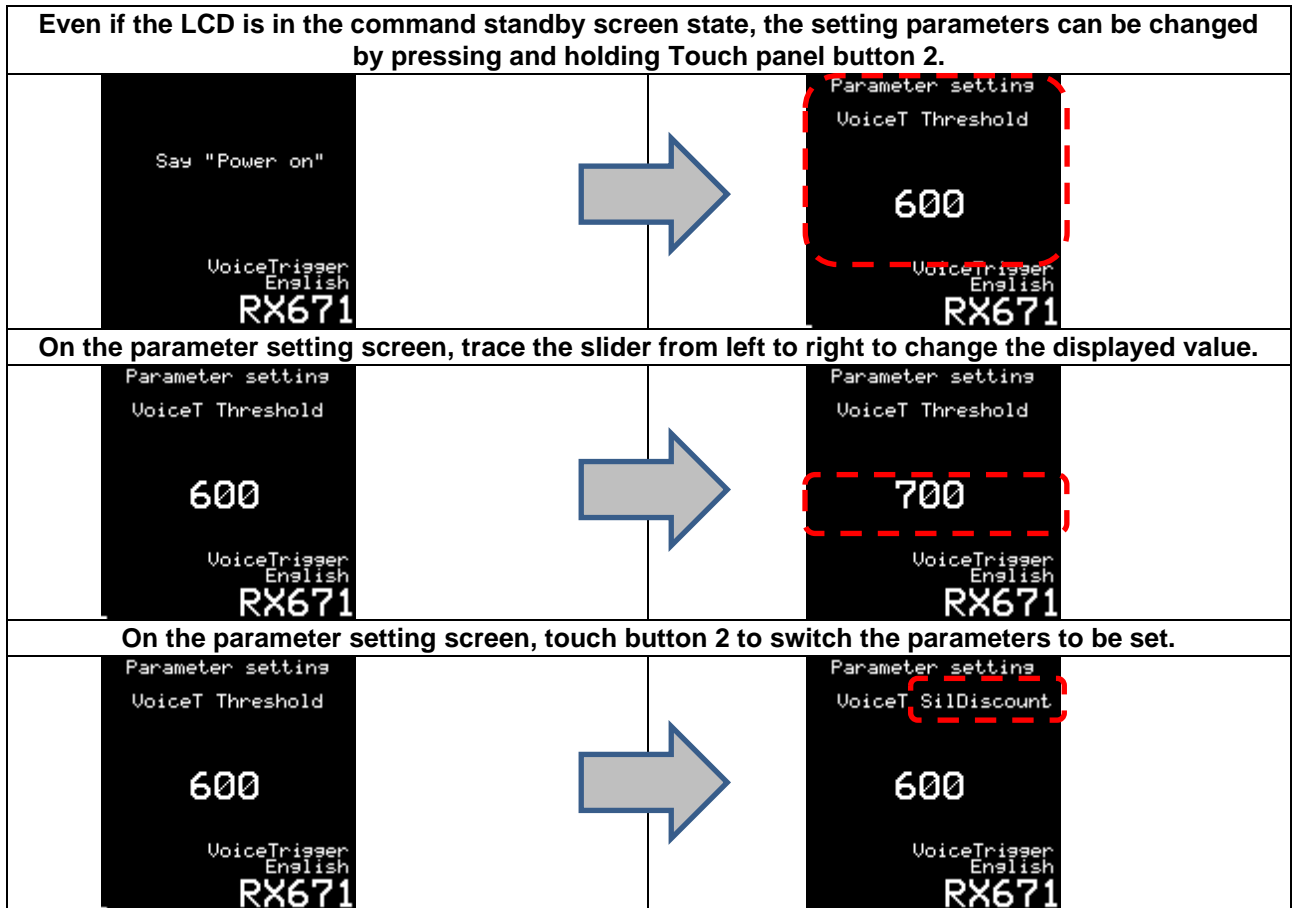 Even if the LCD is in the command standby screen state, the setting parameters can be changed
by pressing and holding Touch panel button 2.
Say "Power on"
VoiceTrigger
English
RX671
Parameter setting
VoiceT Threshold
600
VoiceTrigger
English
RX671
On the parameter setting screen, trace the slider from left to right to change the displayed value.
Parameter setting
VoiceT Threshold
600
VoiceTrigger
English
RX671
Parameter setting
VoiceT Threshold
700
VoiceTrigger
English
RX671
On the parameter setting screen, touch button 2 to switch the parameters to be set.
Parameter setting
VoiceT Threshold
600
VoiceTrigger
English
RX671
Parameter setting
VoiceT SilDiscount
600
VoiceTrigger
English
RX671